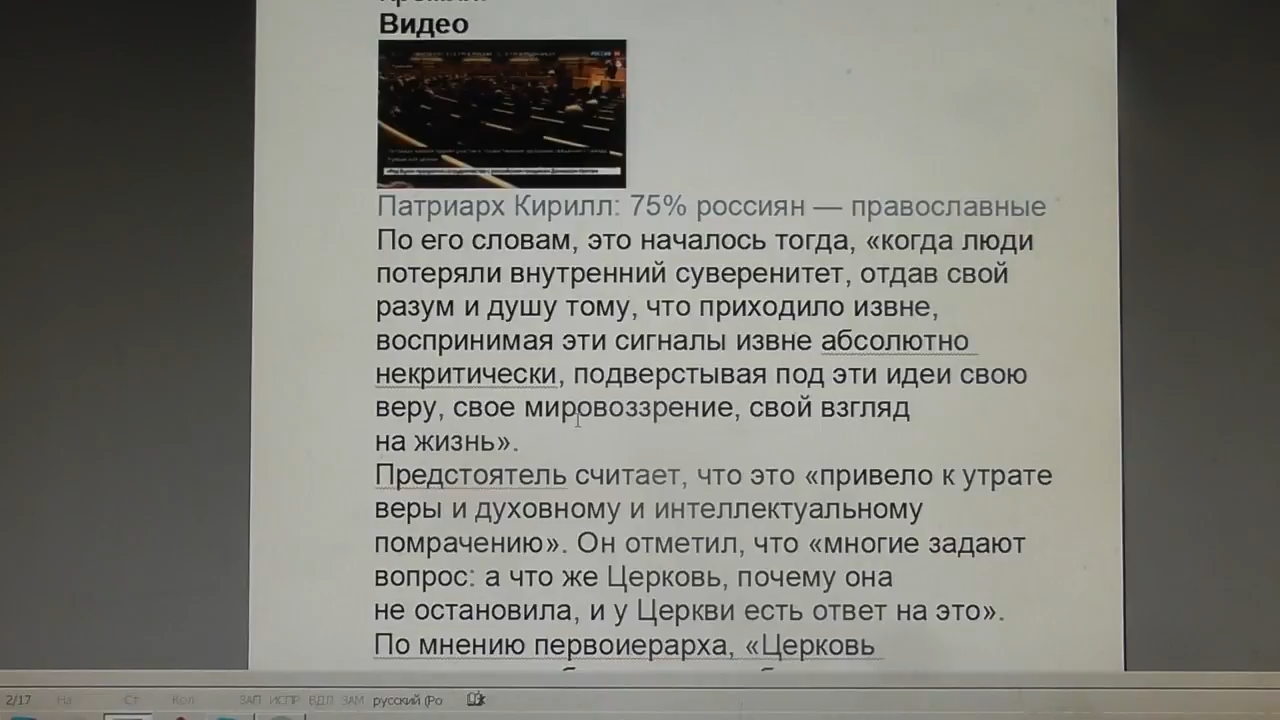 Видео
РОССИЯ
Патриарх Кирилл: 75% россиян — православные
По его словам, это началось тогда, «когда люди
потеряли внутренний суверенитет, отдав свой
разум и душу тому, что приходило извне,
воспринимая эти сигналы извне абсолютно
некритически, подверстывая под эти идеи свою
веру, свое мировоззрение, свой взгляд
на жизнь».
Предстоятель считает, что это «привело к утрате
веры и духовному и интеллектуальному
помрачению». Он отметил, что «многие задают
вопрос: а что же Церковь, почему она
не остановила, и у Церкви есть ответ на это».
По мнению первоиерарха, «Церковь
2/17 На Ст Кол ЗАП ИСПР ВДЛ ЗАМ русский (Ро